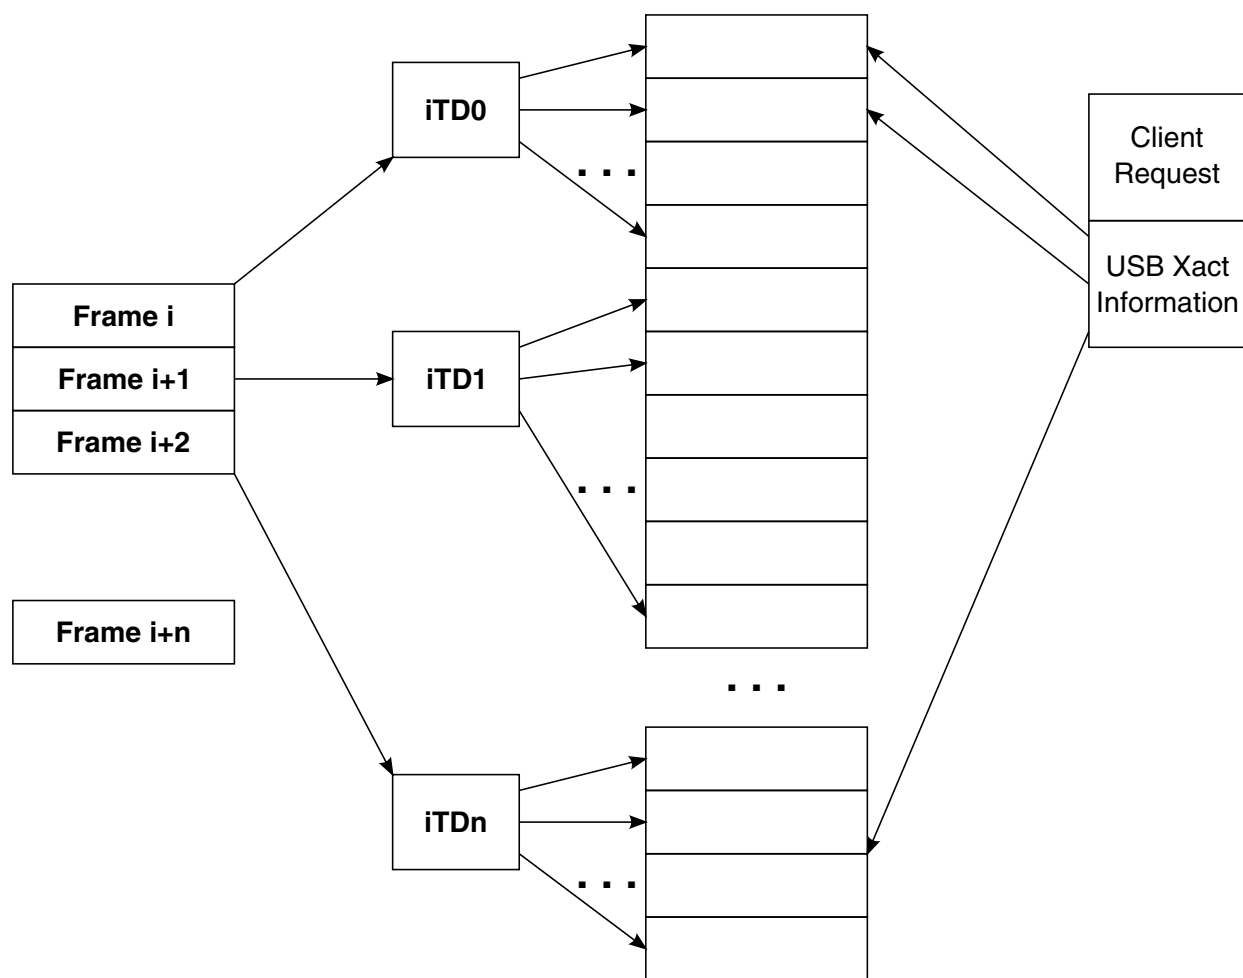 iTD0
. . .
Client
Request
USB Xact
Information
Frame i
Frame i+1
Frame i+2
iTD1
. . .
Frame i+n
. . .
iTDn
. . .